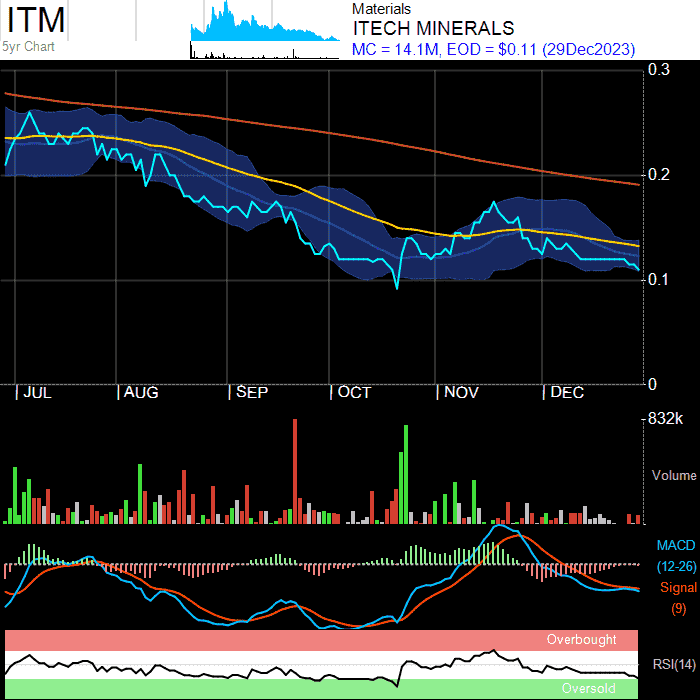 ITM
5yr Chart
Materials
ITECH MINERALS
MC = 14.1M, EOD = $0.11 (29Dec2023)
0.3
0.2
0.1
0
JUL AUG SEP OCT NOV DEC
832k
Volume
MACD
(12-26)
Signal
(9)
Overbought
RSI(14)
Oversold